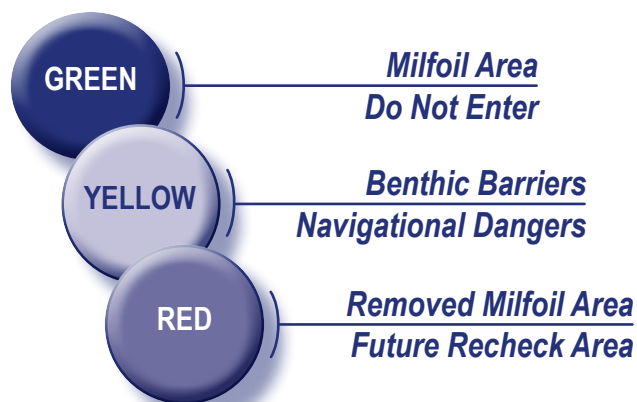 GREEN
Milfoil Area
Do Not Enter
YELLOW
Benthic Barriers
Navigational Dangers
RED
Removed Milfoil Area
Future Recheck Area